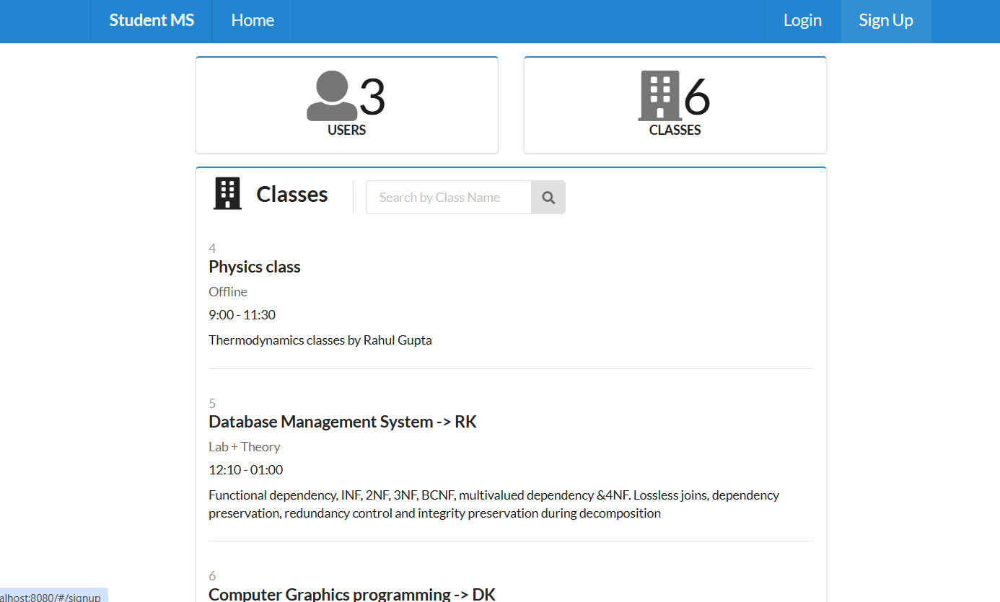 Student MS
Home
Login
Sign Up
3
USERS
6
CLASSES
Classes
Search by Class Name
4
Physics class
Offline
9:00 - 11:30
Thermodynamics classes by Rahul Gupta
5
Database Management System -> RK
Lab + Theory
12:10 - 01:00
Functional dependency, INF, 2NF, 3NF, BCNF, multivalued dependency &4NF. Lossless joins, dependency
preservation, redundancy control and integrity preservation during decomposition
6
Computer Graphics programming -> DK
alhost:8080/#/signup